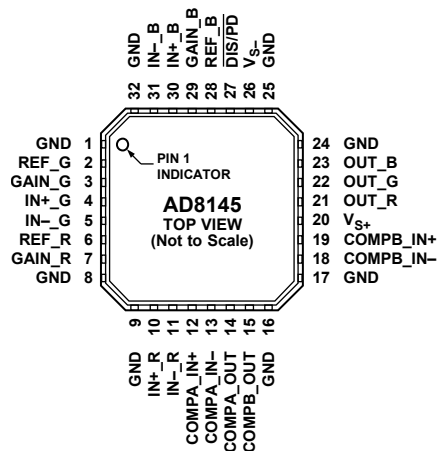 GND
IN–_B
IN+_B
GAIN_B
REF_B
DIS/PD
VS–
GND
32
31
30
29
28
27
26
25
GND 1
REF_G 2
GAIN_G 3
IN+_G 4
IN–_G 5
REF_R 6
GAIN_R 7
GND 8
PIN 1
INDICATOR
AD8145
TOP VIEW
(Not to Scale)
24 GND
23 OUT_B
22 OUT_G
21 OUT_R
20 VS+
19 COMPB_IN+
18 COMPB_IN–
17 GND
9
10
11
12
13
14
15
16
GND
IN+_R
IN–_R
COMPA_IN+
COMPA_IN–
COMPA_OUT
COMPB_OUT
GND